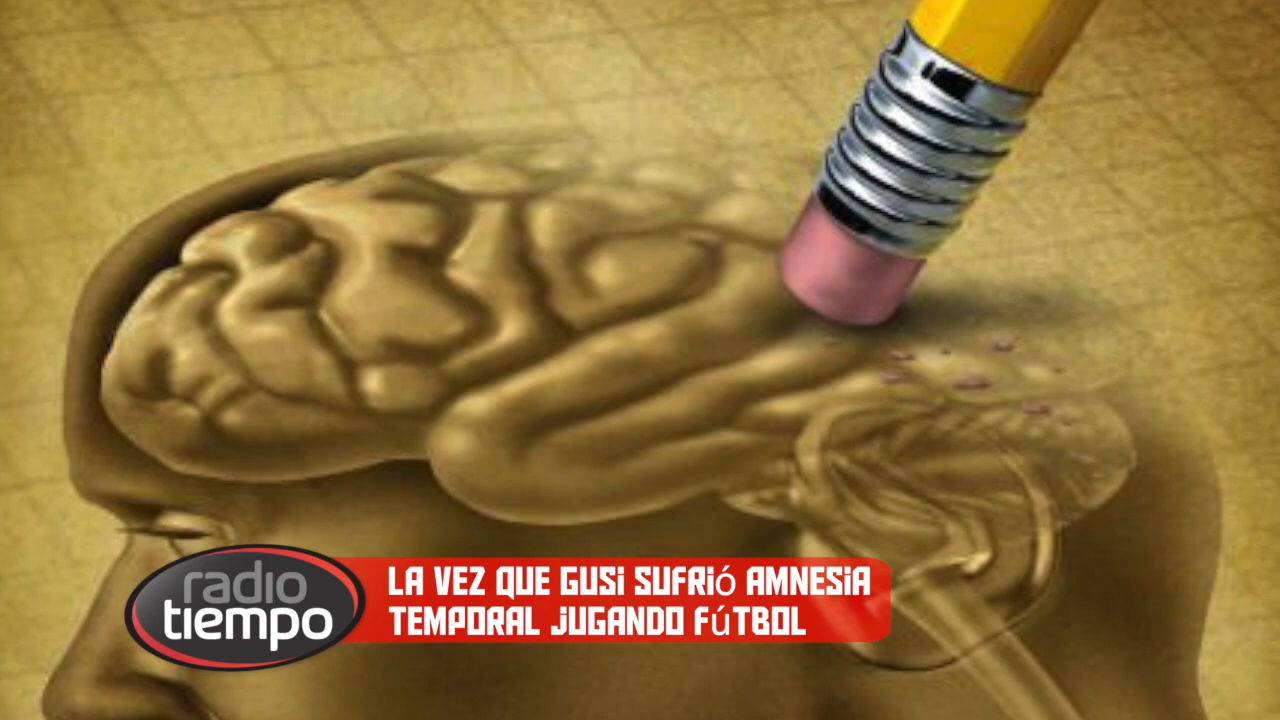 radio
tiempo
LA VEZ QUE GUSI SUFRIÓ AMNESIA
TEMPORAL JUGANDO FÚTBOL